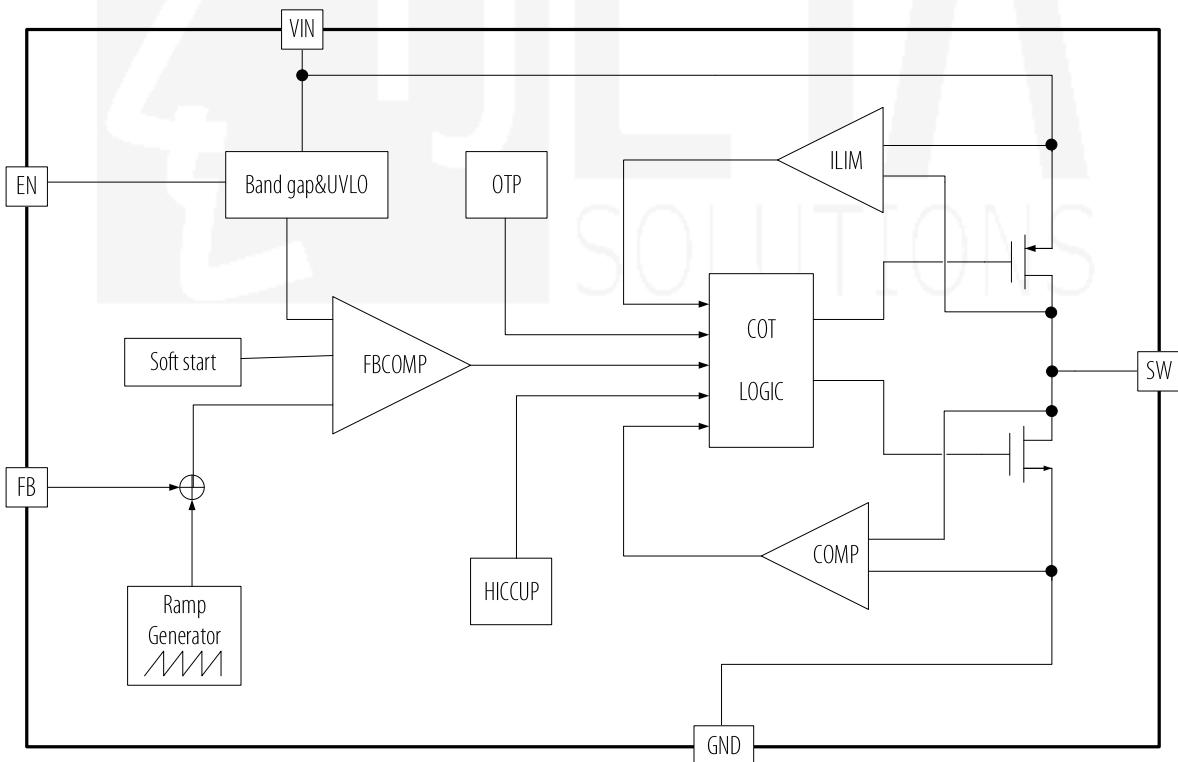 VIN
EN
Band gap&UVLO
OTP
ILIM
SOLUTIONS
COT
LOGIC
Soft start
FBCOMP
SW
FB
COMP
HICCUP
Ramp
Generator
GND